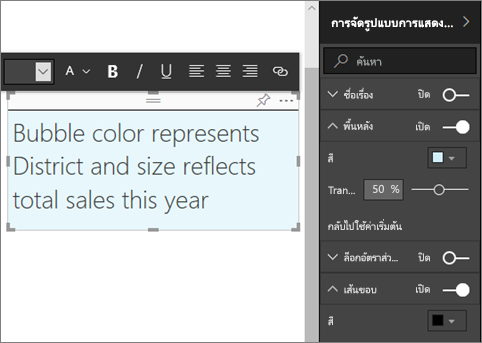 A B I U
Bubble color represents
District and size reflects
total sales this year
การจัดรูปแบบการแสดง...
ค้นหา
ชื่อเรื่อง ปิด
พื้นหลัง เปิด
สี
Tran... 50 %
กลับไปใช้ค่าเริ่มต้น
ล็อกอัตราส่ว... ปิด
เส้นขอบ เปิด
สี